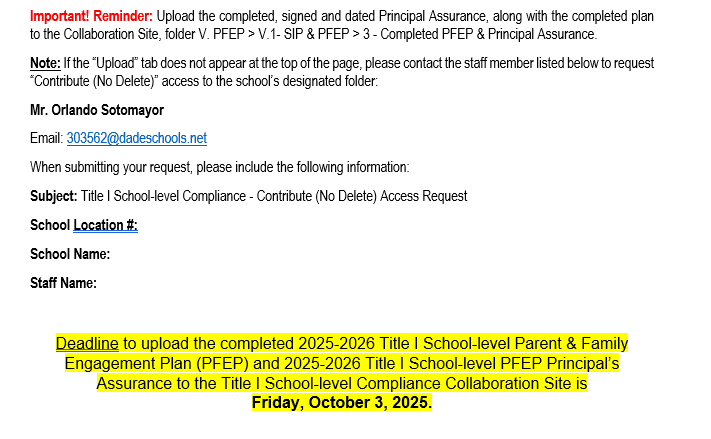 Important! Reminder: Upload the completed, signed and dated Principal Assurance, along with the completed plan
to the Collaboration Site, folder V. PFEP > V.1- SIP & PFEP > 3 - Completed PFEP & Principal Assurance.
Note: If the “Upload” tab does not appear at the top of the page, please contact the staff member listed below to request
“Contribute (No Delete)” access to the school’s designated folder:
Mr. Orlando Sotomayor
Email: 303562@dadeschools.net
When submitting your request, please include the following information:
Subject: Title I School-level Compliance - Contribute (No Delete) Access Request
School Location #:
School Name:
Staff Name:
Deadline to upload the completed 2025-2026 Title I School-level Parent & Family
Engagement Plan (PFEP) and 2025-2026 Title I School-level PFEP Principal’s
Assurance to the Title I School-level Compliance Collaboration Site is
Friday, October 3, 2025.